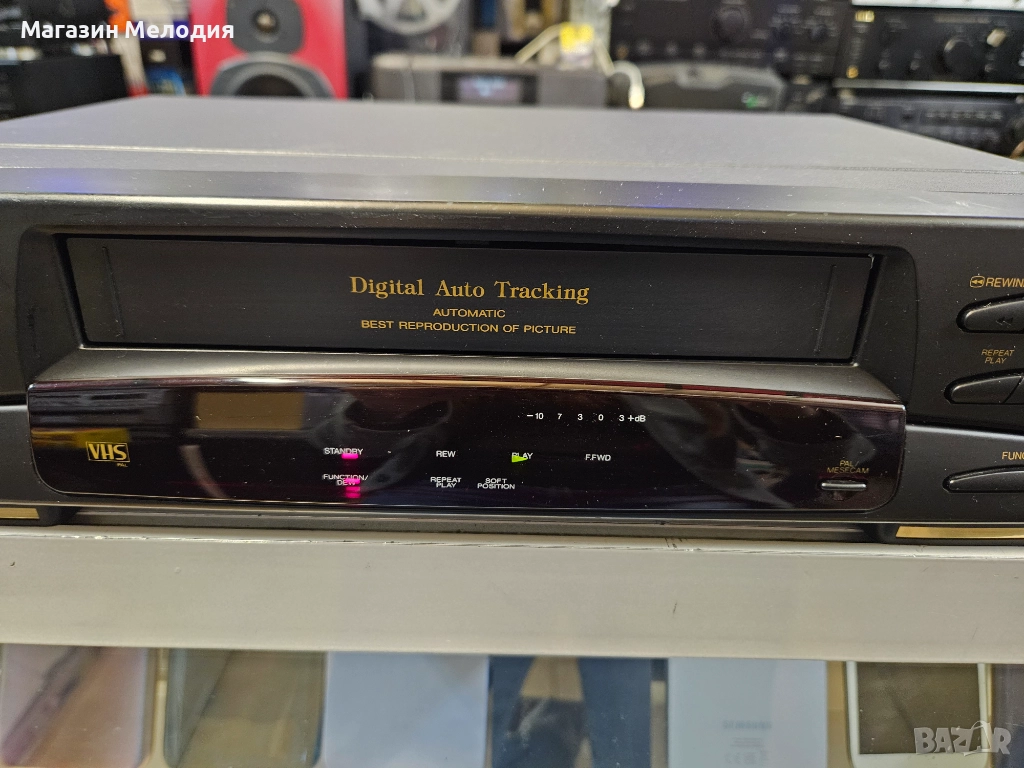 Магазин Мелодия
Digital Auto Tracking
AUTOMATIC
BEST REPRODUCTION OF PICTURE
REWIN
REPEAT
PLAY
-10 7 3 0 3 +dB
VHS
STANDBY
REW
PLAY
F.FWD
PAL/
MESECAM
FUNC
FUNCTION/
DEW
REPEAT
PLAY
SOFT
POSITION
BAZAR